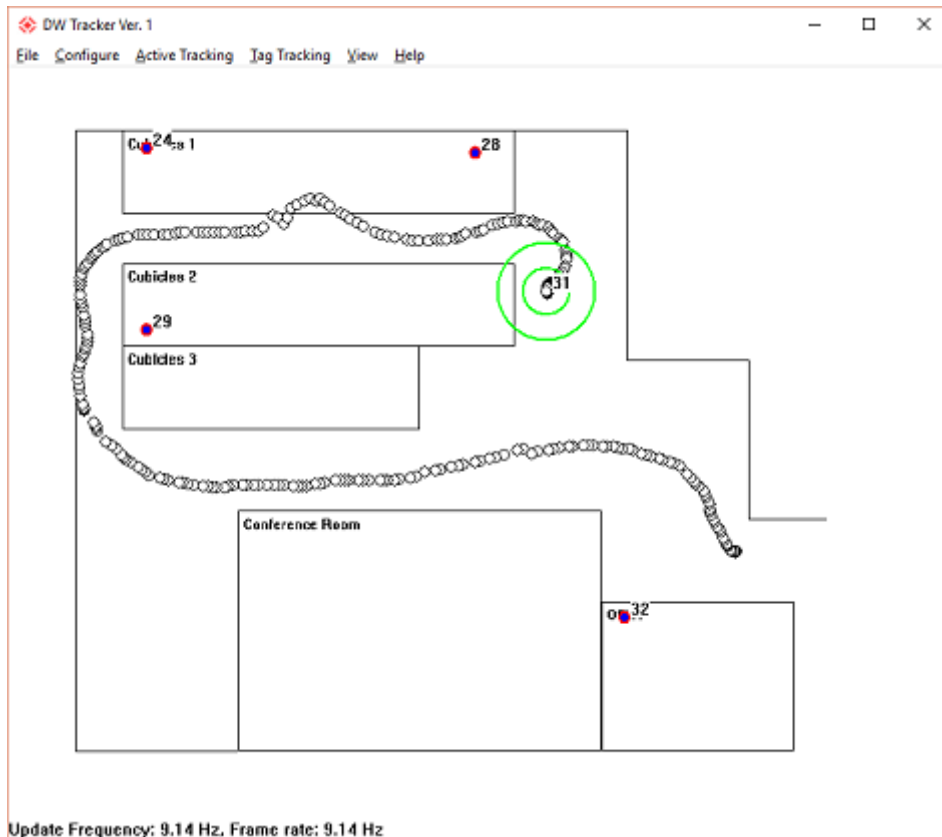 DW Tracker Ver. 1
File Configure Active Tracking Tag Tracking View Help
24
1
28
31
Cubicles 2
29
Cubicles 3
Conference Room
32
Update Frequency: 9.14 Hz, Frame rate: 9.14 Hz